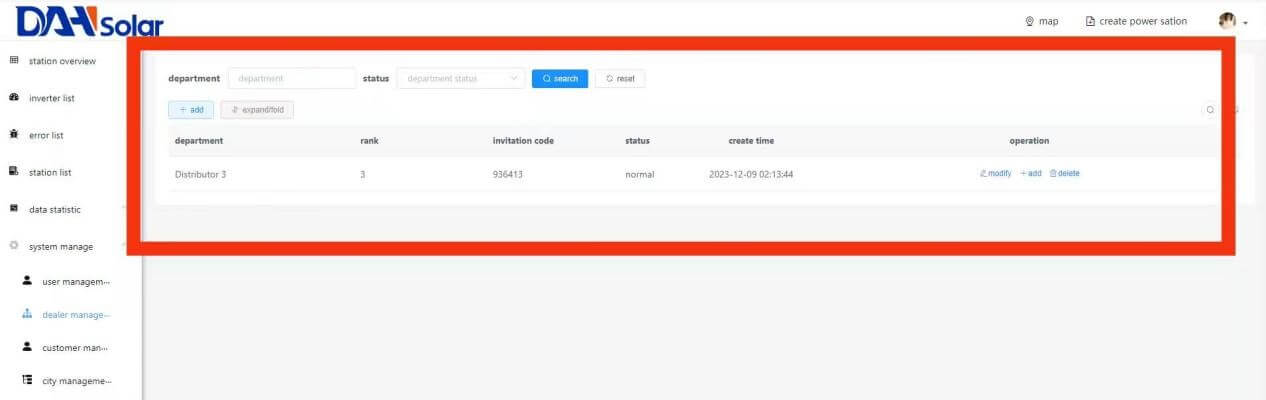 DAH Solar
map
create power sation
station overview
inverter list
error list
station list
data statistic
system manage
user managem...
dealer manage...
customer man...
city manageme...
department department status department status search reset
add expand/fold
department rank invitation code status create time operation
Distributor 3 3 936413 normal 2023-12-09 02:13:44 modify + add delete